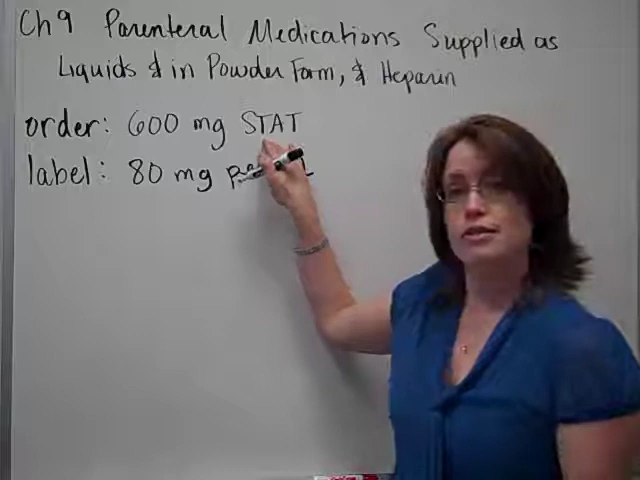 Ch 9 Parenteral Medications Supplied as
Liquids & in Powder Form, & Heparin
order: 600 mg STAT
label: 80 mg